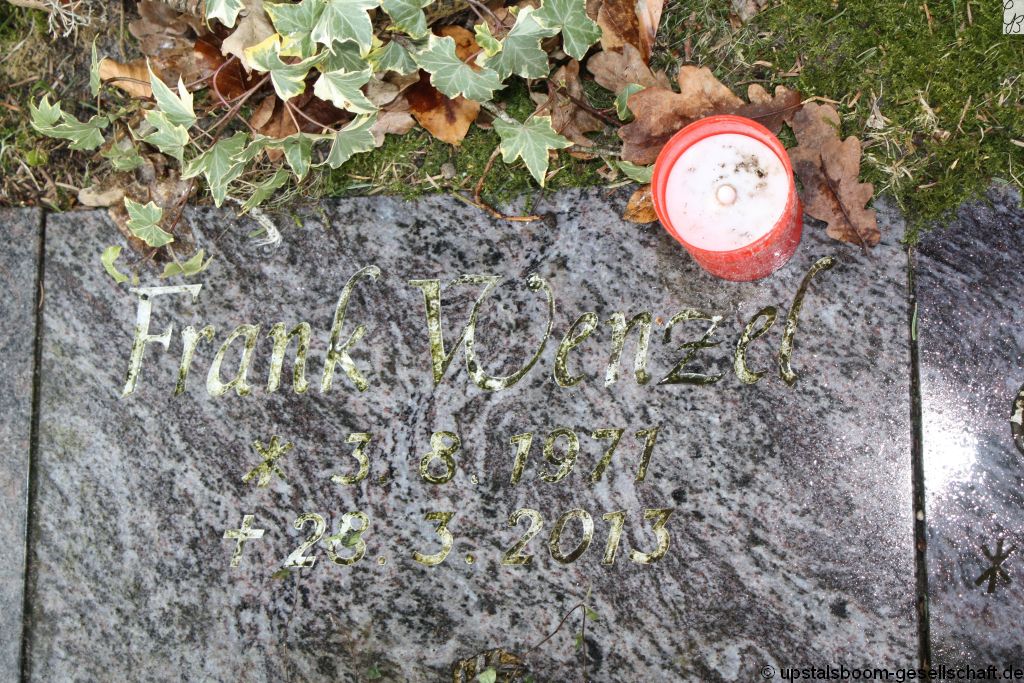 Frank Wenzel
* 3. 8. 1971
† 28. 3. 2013
*
© upstalsboom-gesellschaft.de